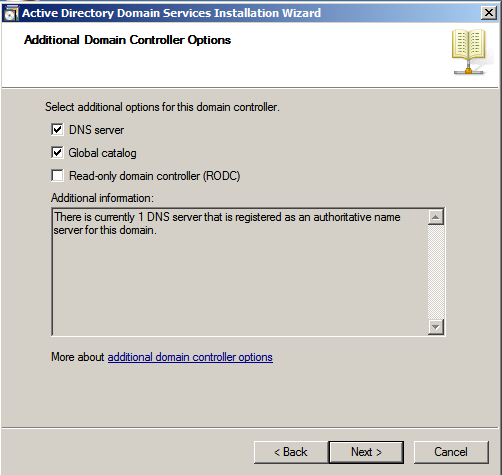 Active Directory Domain Services Installation Wizard
Additional Domain Controller Options
Select additional options for this domain controller.
DNS server
Global catalog
Read-only domain controller (RODC)
Additional information:
There is currently 1 DNS server that is registered as an authoritative name
server for this domain.
More about additional domain controller options
< Back
Next >
Cancel